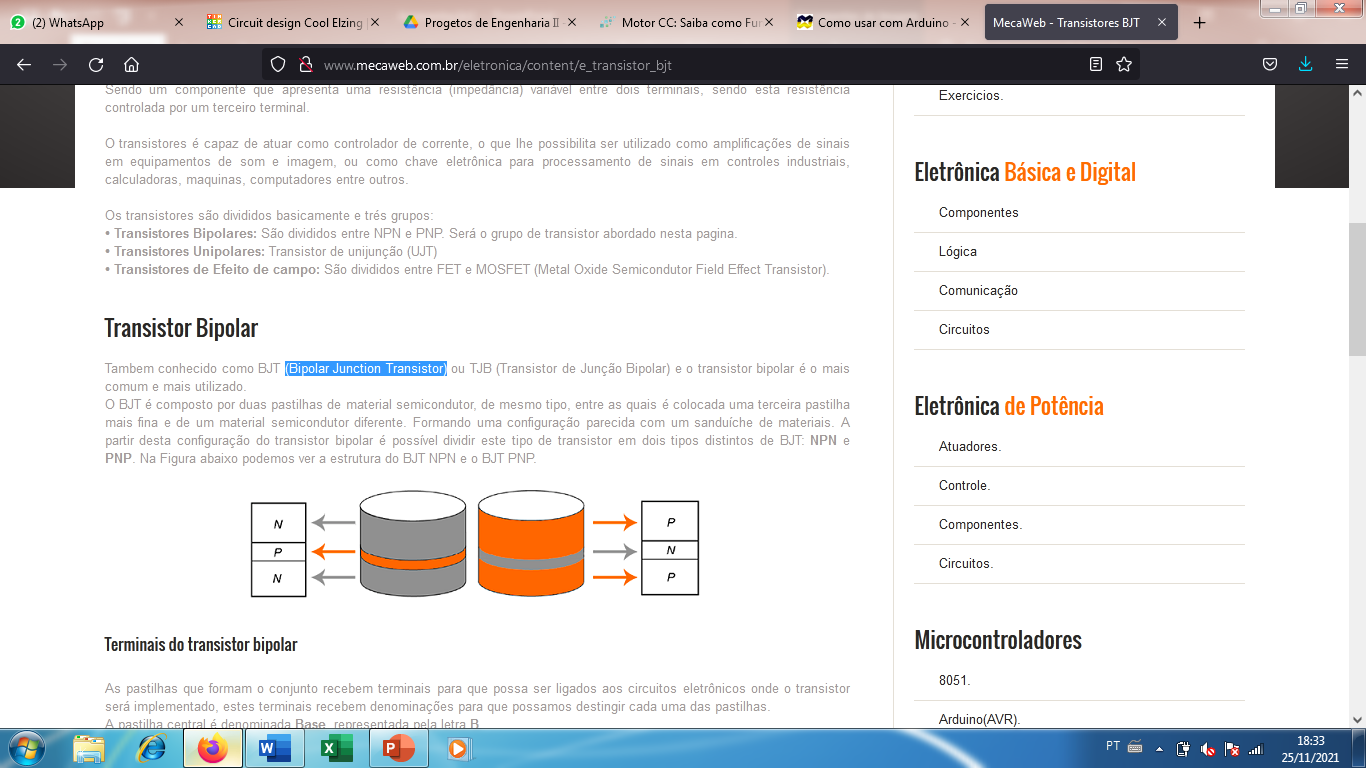 (2) WhatsApp
Circuit design Cool Elzing
Progetos de Engenharia II
Motor CC: Saiba como Fu
Como usar com Arduino -
MecaWeb - Transistores BJT
www.mecaweb.com.br/eletronica/content/e_transistor_bjt
Sendo um componente que apresenta uma resistência (impedância) variável entre dois terminais, sendo esta resistência
controlada por um terceiro terminal.
O transistores é capaz de atuar como controlador de corrente, o que lhe possibilita ser utilizado como amplificações de sinais
em equipamentos de som e imagem, ou como chave eletrônica para processamento de sinais em controles industriais,
calculadoras, maquinas, computadores entre outros.
Os transistores são divididos basicamente e trés grupos:
• Transistores Bipolares: São divididos entre NPN e PNP. Será o grupo de transistor abordado nesta pagina.
• Transistores Unipolares: Transistor de unijunção (UJT)
• Transistores de Efeito de campo: São divididos entre FET e MOSFET (Metal Oxide Semicondutor Field Effect Transistor).
Transistor Bipolar
Tambem conhecido como BJT (Bipolar Junction Transistor) ou TJB (Transistor de Junção Bipolar) e o transistor bipolar é o mais
comum e mais utilizado.
O BJT é composto por duas pastilhas de material semicondutor, de mesmo tipo, entre as quais é colocada uma terceira pastilha
mais fina e de um material semicondutor diferente. Formando uma configuração parecida com um sanduíche de materiais. A
partir desta configuração do transistor bipolar é possível dividir este tipo de transistor em dois tipos distintos de BJT: NPN e
PNP. Na Figura abaixo podemos ver a estrutura do BJT NPN e o BJT PNP.
N
P
N
P
N
P
Terminais do transistor bipolar
As pastilhas que formam o conjunto recebem terminais para que possa ser ligados aos circuitos eletrônicos onde o transistor
será implementado, estes terminais recebem denominações para que possamos destingir cada uma das pastilhas.
A pastilha central é denominada Base, representada pela letra B
Exercicios.
Eletrônica Básica e Digital
Componentes
Lógica
Comunicação
Circuitos
Eletrônica de Potência
Atuadores.
Controle.
Componentes.
Circuitos.
Microcontroladores
8051.
Arduino(AVR).
PT
18:33
25/11/2021